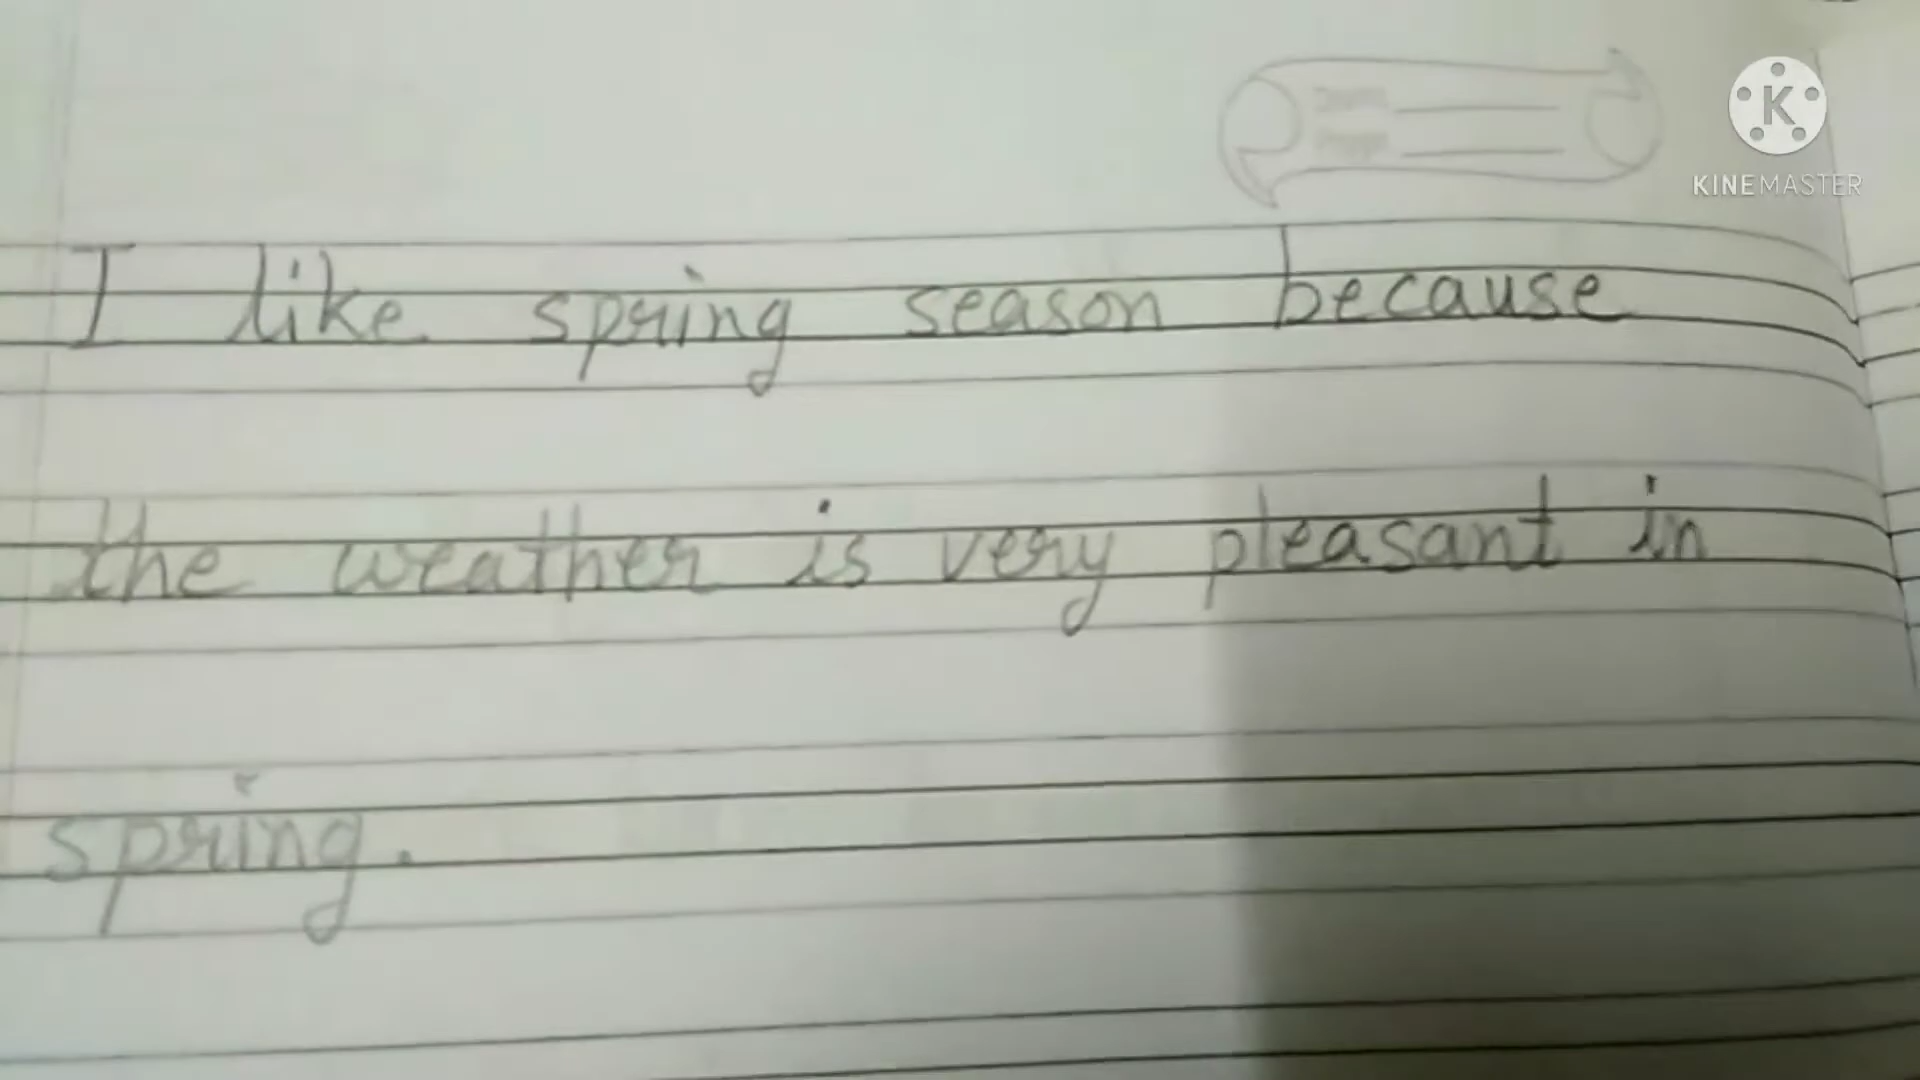 KINEMASTER
I like spring season because
the weather is very pleasant in
spring.